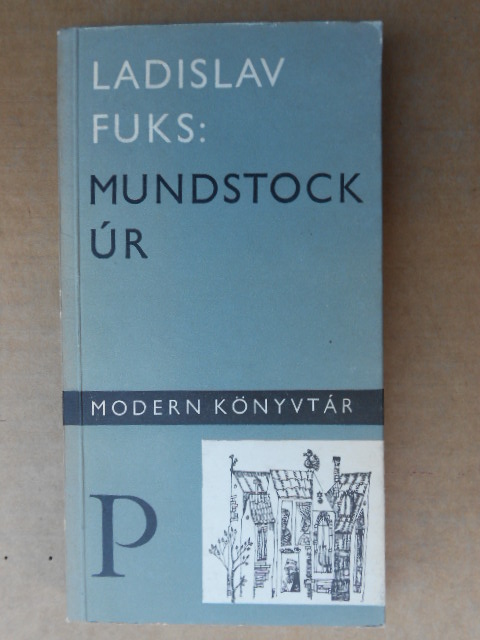 LADISLAV
FUKS:
MUNDSTOCK
ÚR
MODERN KÖNYVTÁR
P